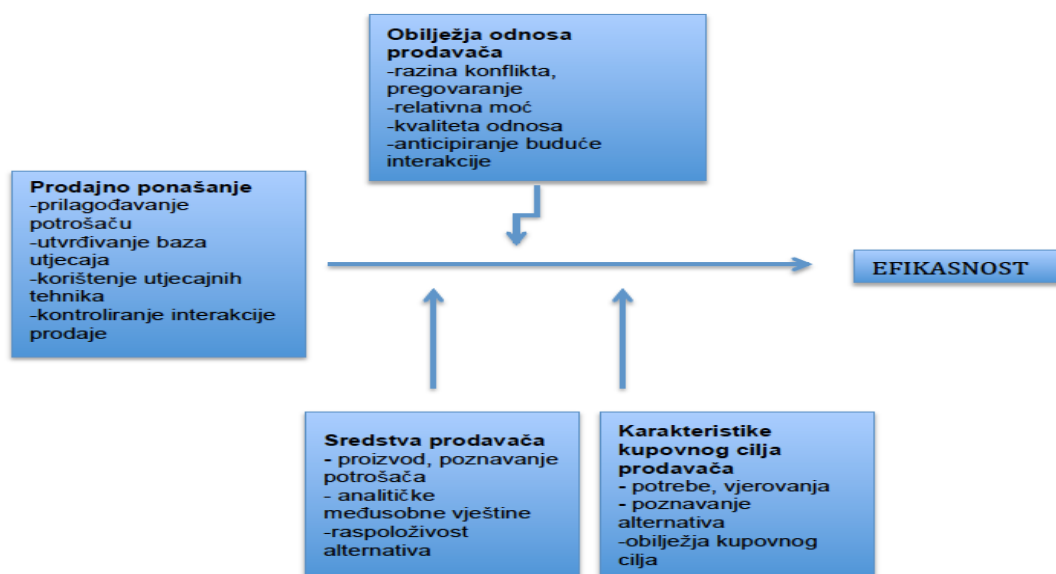 Obilježja odnosa
prodavača
-razina konflikta,
pregovaranje
-relativna moć
-kvaliteta odnosa
-anticipiranje buduće
interakcije
Prodajno ponašanje
-prilagođavanje
potrošaču
-utvrđivanje baza
utjecaja
-korištenje utjecajnih
tehnika
-kontroliranje interakcije
prodaje
EFIKASNOST
Sredstva prodavača
- proizvod, poznavanje
potrošača
- analitičke
međusobne vještine
-raspoloživost
alternativa
Karakteristike
kupovnog cilja
prodavača
- potrebe, vjerovanja
- poznavanje
alternativa
-obilježja kupovnog
cilja